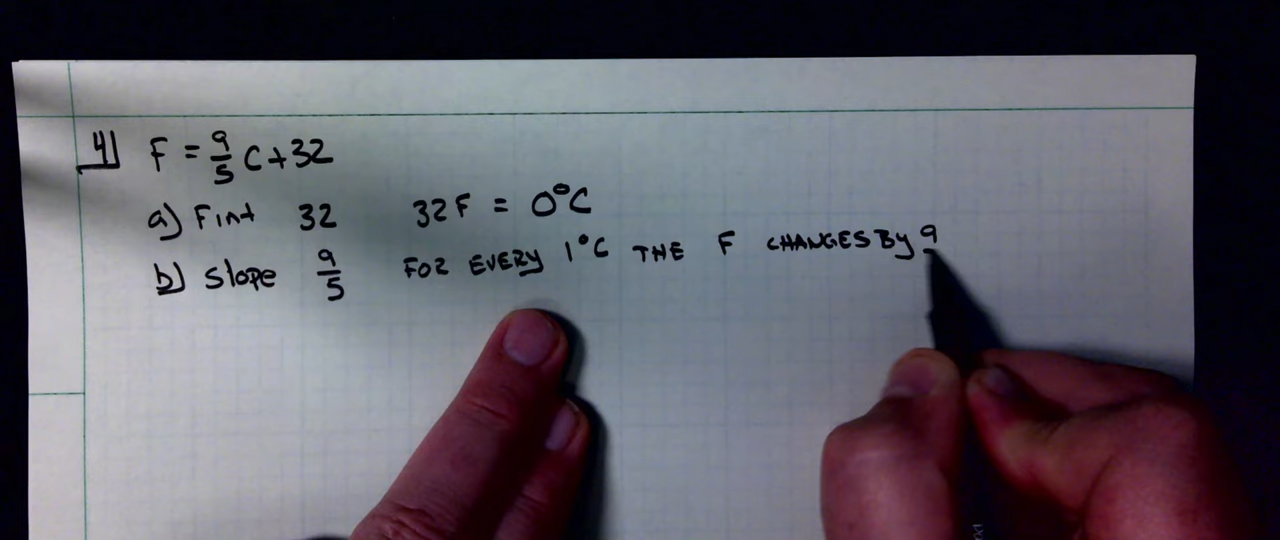 4) F = 9/5 C + 32
a) Fint 32 32F = 0°C
b) Slope 9/5 FOR EVERY 1°C THE F CHANGES BY 9